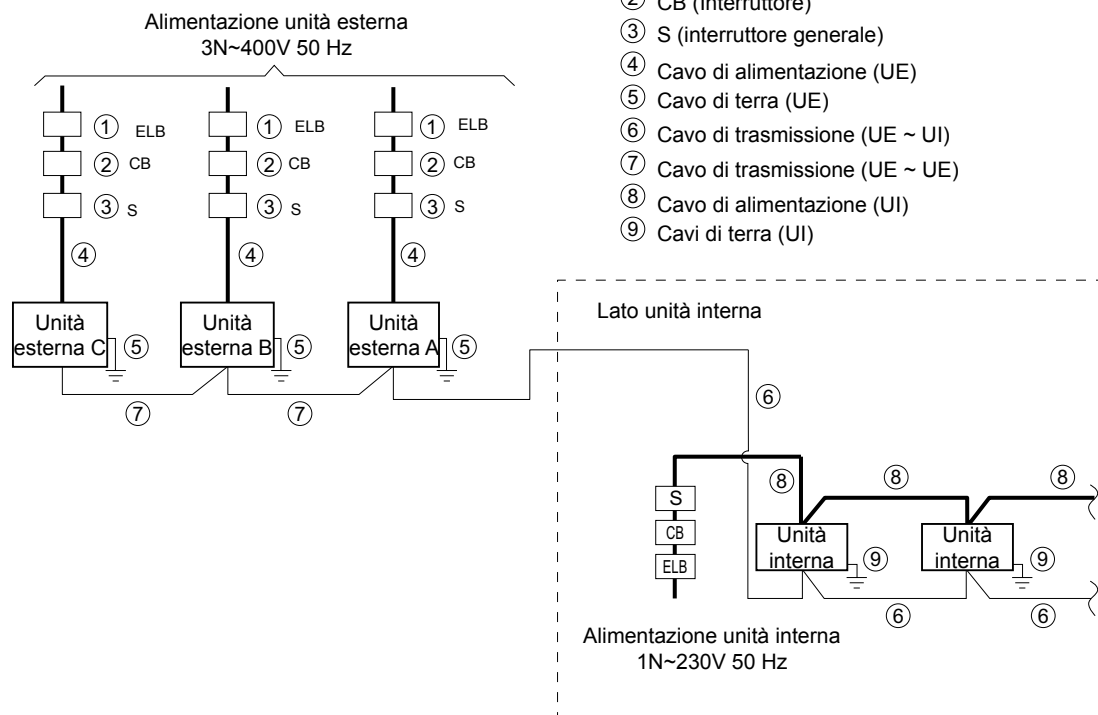 Alimentazione unità esterna
3N~400V 50 Hz
② CB (Interruttore)
③ S (interruttore generale)
④ Cavo di alimentazione (UE)
⑤ Cavo di terra (UE)
⑥ Cavo di trasmissione (UE ~ UI)
⑦ Cavo di trasmissione (UE ~ UE)
⑧ Cavo di alimentazione (UI)
⑨ Cavi di terra (UI)
① ELB
① ELB
① ELB
② CB
② CB
② CB
③ S
③ S
③ S
④
④
④
Unità
esterna C
⑤
Unità
esterna B
⑤
Unità
esterna A
⑤
⑦
⑦
Lato unità interna
⑥
S
CB
ELB
⑧
⑧
⑧
Unità
interna
⑨
Unità
interna
⑨
⑥
⑥
Alimentazione unità interna
1N~230V 50 Hz